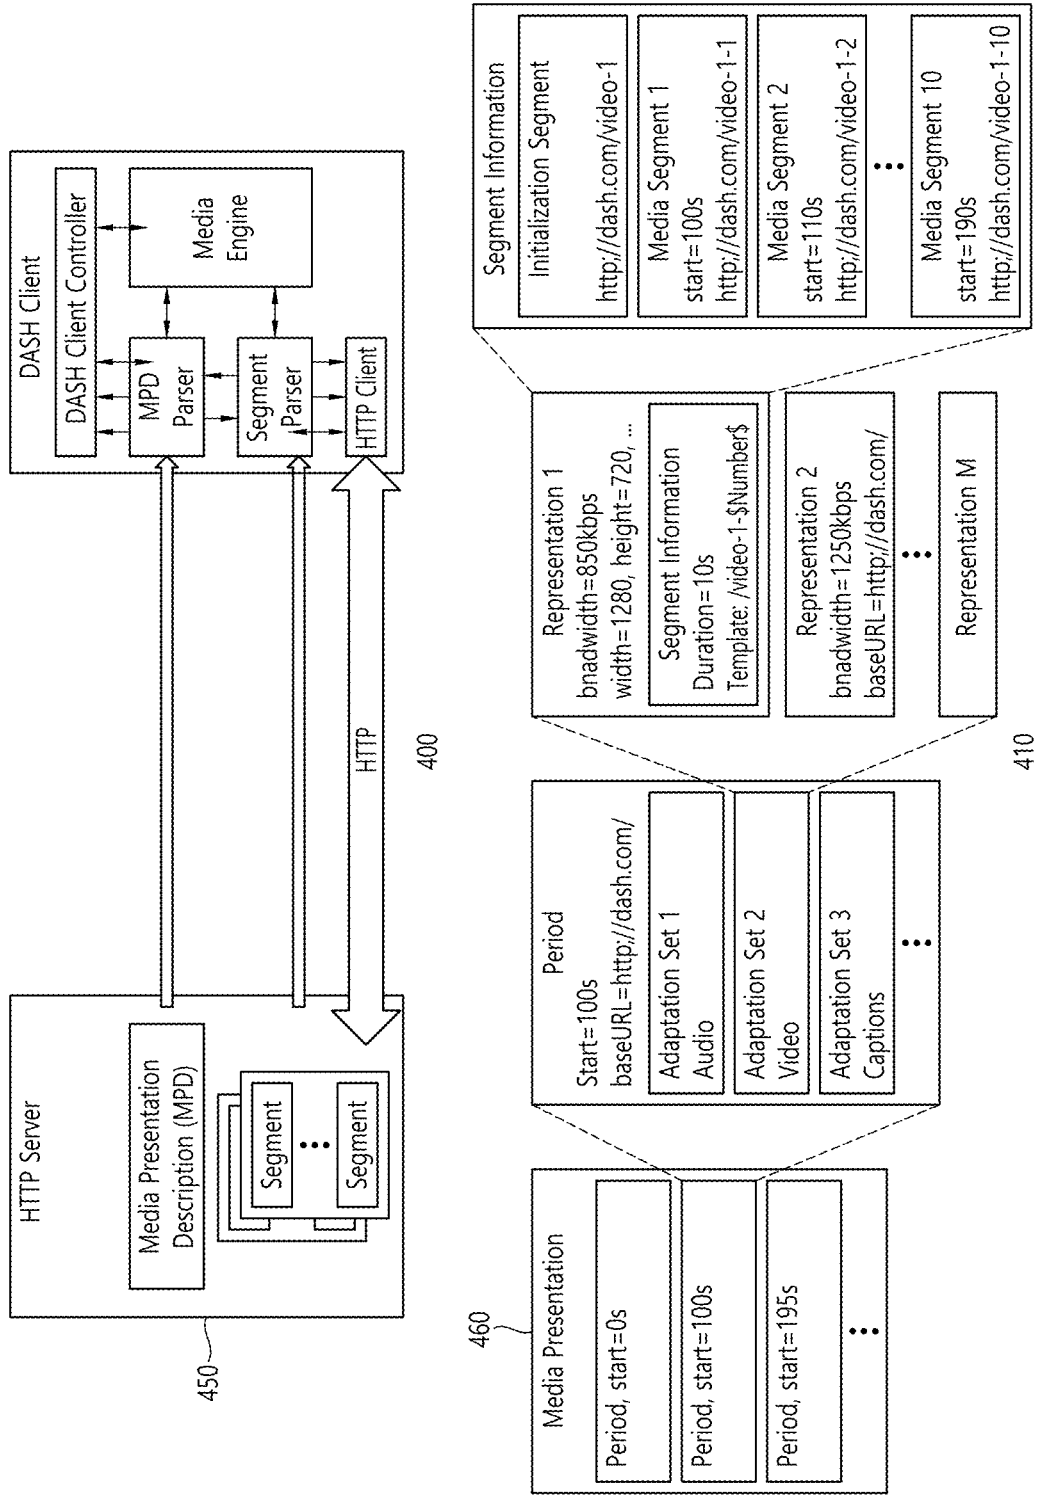 HTTP Server
Media Presentation
Description (MPD)
Segment
Segment
450
HTTP
400
DASH Client
DASH Client Controller
MPD
Parser
Media
Engine
Segment
Parser
HTTP Client
460
Media Presentation
Period, start=0s
Period, start=100s
Period, start=195s
Period
Start=100s
baseURL=http;//dash.com/
Adaptation Set 1
Audio
Adaptation Set 2
Video
Adaptation Set 3
Captions
Representation 1
bnadwidth=850kbps
width=1280, height=720, ...
Segment Information
Duration=10s
Template: /video-1-$Number$
Representation 2
bnadwidth=1250kbps
baseURL=http;//dash.com/
Representation M
410
Segment Information
Initialization Segment
http;//dash.com/video-1
Media Segment 1
start=100s
http;//dash.com/video-1-1
Media Segment 2
start=110s
http;//dash.com/video-1-2
Media Segment 10
start=190s
http;//dash.com/video-1-10